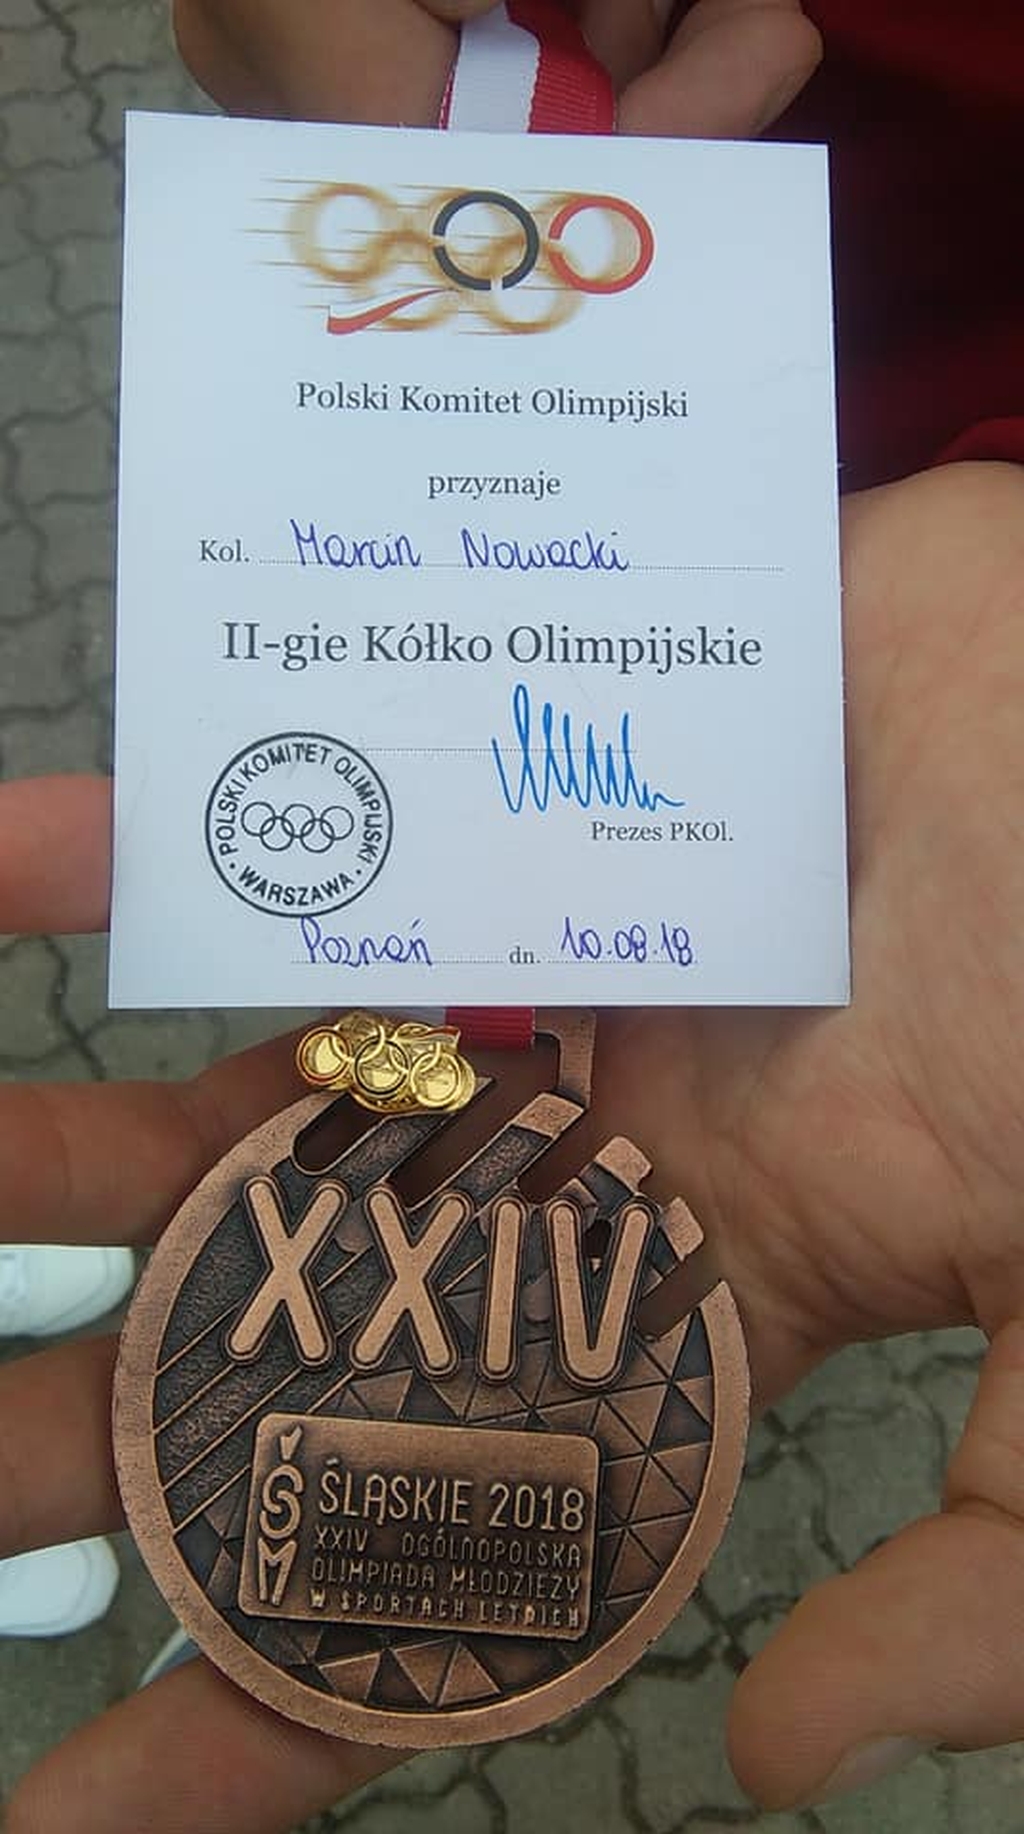 Polski Komitet Olimpijski
przyznaje
Kol. Marcin Nowacki
II-gie Kółko Olimpijskie
POLSKI KOMITET OLIMPIJSKI
WARSZAWA
Prezes PKOl.
Poznań dn. 10.08.18
XXIV
ŚM
ŚLĄSKIE 2018
XXIV OGÓLNOPOLSKA
OLIMPIADA MŁODZIEŻY
W SPORTACH LETNICH